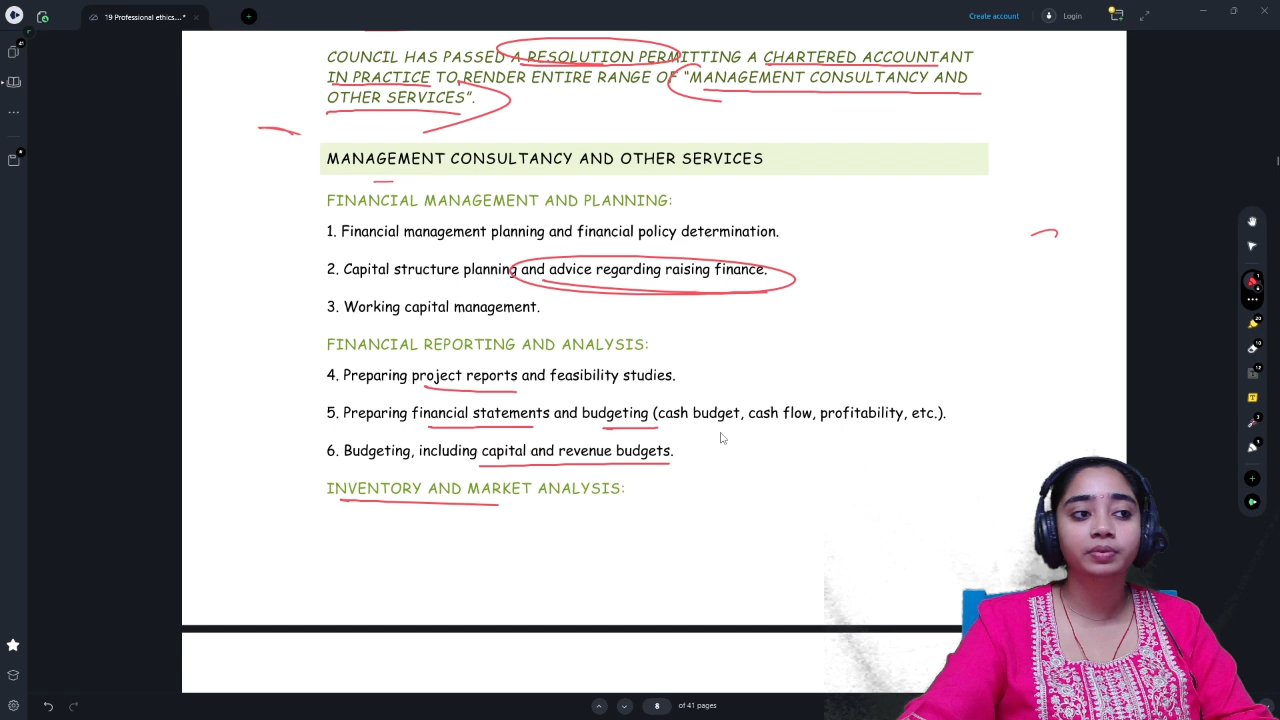 19 Professional ethics....*
Create account
Login
COUNCIL HAS PASSED A RESOLUTION PERMITTING A CHARTERED ACCOUNTANT
IN PRACTICE TO RENDER ENTIRE RANGE OF “MANAGEMENT CONSULTANCY AND
OTHER SERVICES”.
MANAGEMENT CONSULTANCY AND OTHER SERVICES
FINANCIAL MANAGEMENT AND PLANNING:
1. Financial management planning and financial policy determination.
2. Capital structure planning and advice regarding raising finance.
3. Working capital management.
FINANCIAL REPORTING AND ANALYSIS:
4. Preparing project reports and feasibility studies.
5. Preparing financial statements and budgeting (cash budget, cash flow, profitability, etc.).
6. Budgeting, including capital and revenue budgets.
INVENTORY AND MARKET ANALYSIS:
8 of 41 pages